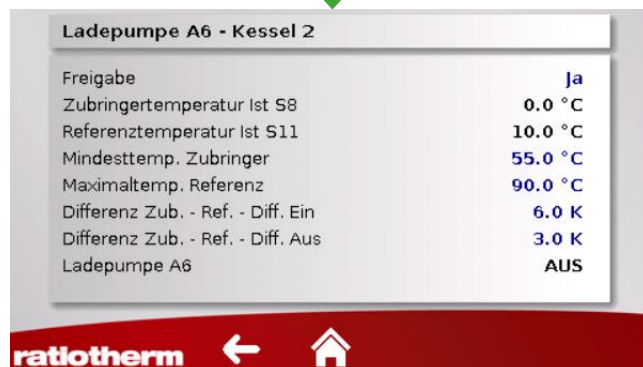 Ladepumpe A6 - Kessel 2
Freigabe Ja
Zubringertemperatur Ist S8 0.0 °C
Referenztemperatur Ist S11 10.0 °C
Mindesttemp. Zubringer 55.0 °C
Maximaltemp. Referenz 90.0 °C
Differenz Zub. - Ref. - Diff. Ein 6.0 K
Differenz Zub. - Ref. - Diff. Aus 3.0 K
Ladepumpe A6 AUS
ratiotherm